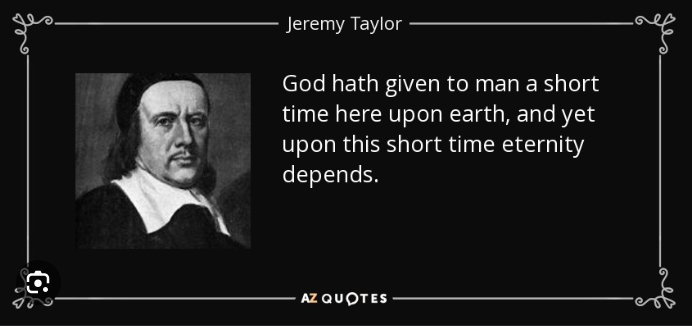 Jeremy Taylor
God hath given to man a short
time here upon earth, and yet
upon this short time eternity
depends.
AZ QUOTES